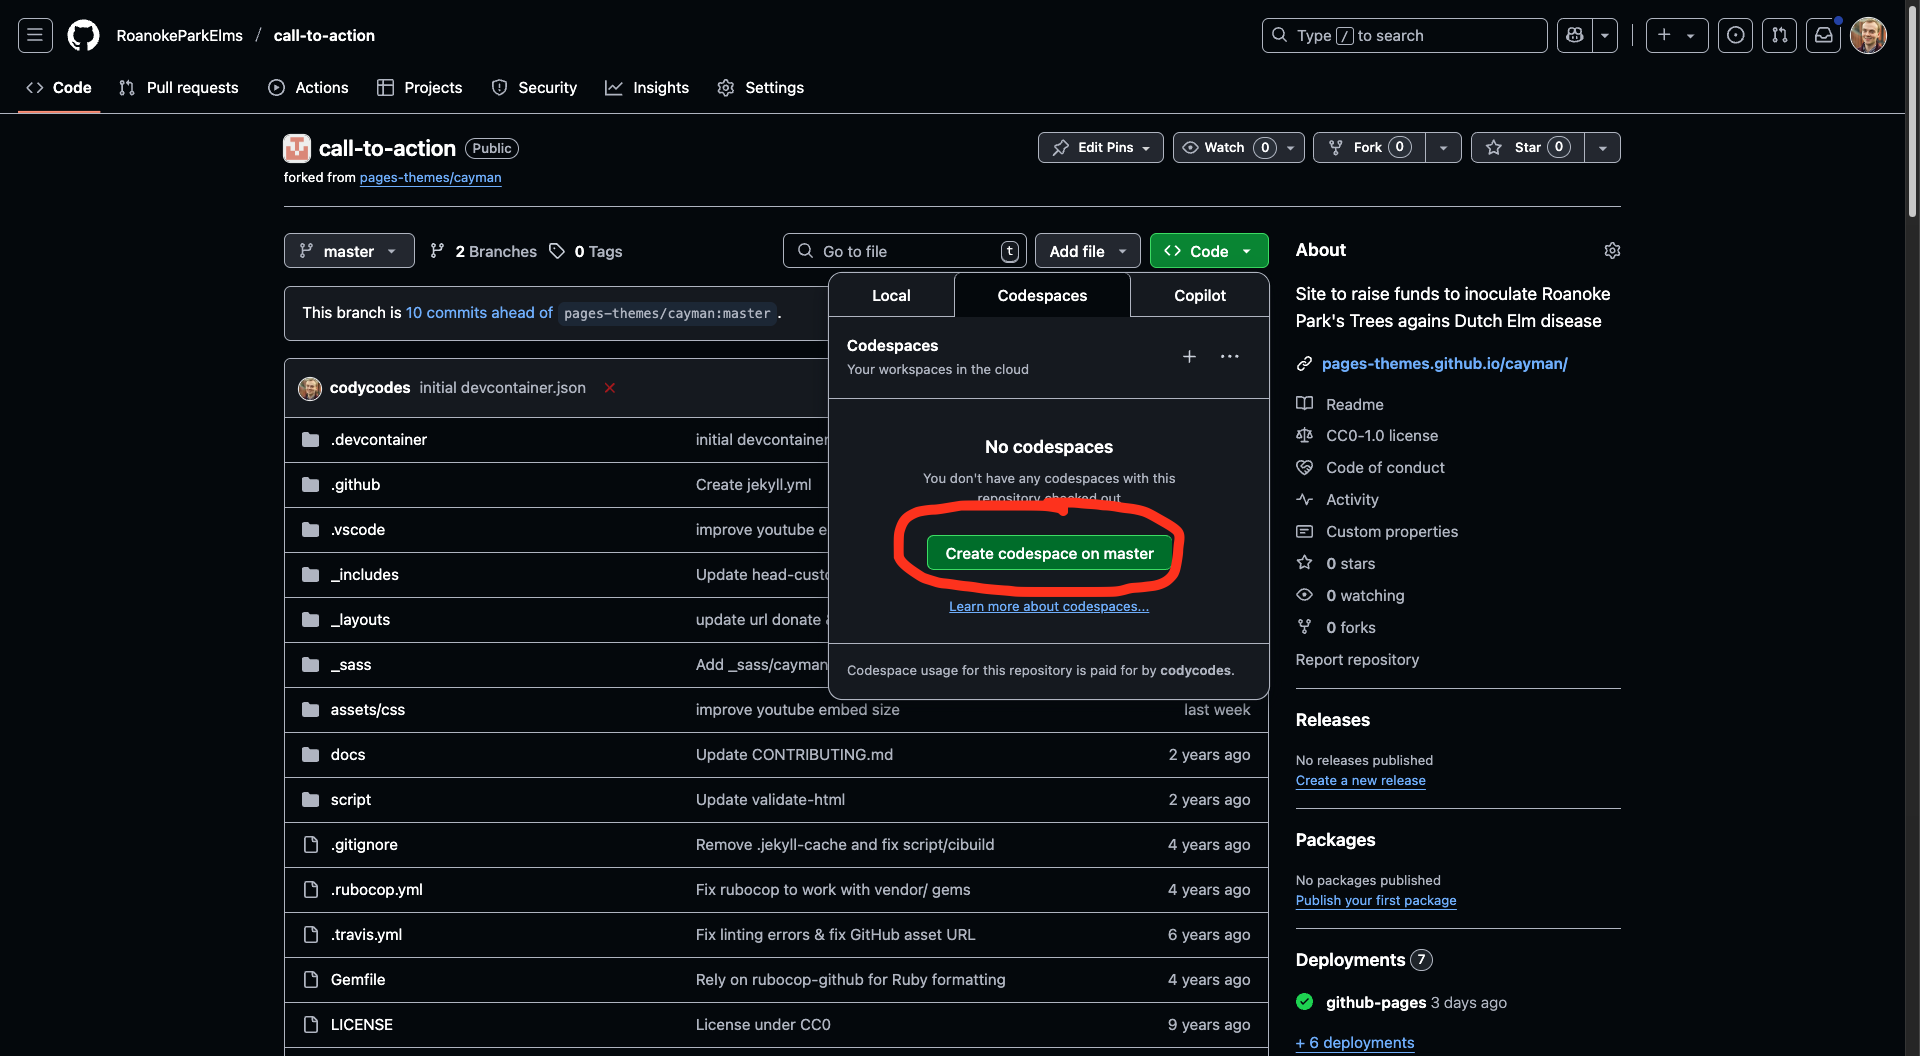 RoanokeParkElms / call-to-action
Type / to search
Code
Pull requests
Actions
Projects
Security
Insights
Settings
call-to-action Public
forked from pages-themes/cayman
Edit Pins
Watch 0
Fork 0
Star 0
master
2 Branches
0 Tags
Go to file t
Add file
Code
This branch is 10 commits ahead of pages-themes/cayman:master .
codycodes initial devcontainer.json
.devcontainer initial devcontainer
.github Create jekyll.yml
.vscode improve youtube e
_includes Update head-custo
_layouts update url donate
_sass Add _sass/cayman
assets/css improve youtube embed size last week
docs Update CONTRIBUTING.md 2 years ago
script Update validate-html 2 years ago
.gitignore Remove .jekyll-cache and fix script/cibuild 4 years ago
.rubocop.yml Fix rubocop to work with vendor/ gems 4 years ago
.travis.yml Fix linting errors & fix GitHub asset URL 6 years ago
Gemfile Rely on rubocop-github for Ruby formatting 4 years ago
LICENSE License under CC0 9 years ago
Local
Codespaces
Copilot
Codespaces
Your workspaces in the cloud
No codespaces
You don't have any codespaces with this
repository checked out
Create codespace on master
Learn more about codespaces...
Codespace usage for this repository is paid for by codycodes.
About
Site to raise funds to inoculate Roanoke
Park's Trees agains Dutch Elm disease
pages-themes.github.io/cayman/
Readme
CC0-1.0 license
Code of conduct
Activity
Custom properties
0 stars
0 watching
0 forks
Report repository
Releases
No releases published
Create a new release
Packages
No packages published
Publish your first package
Deployments 7
github-pages 3 days ago
+ 6 deployments